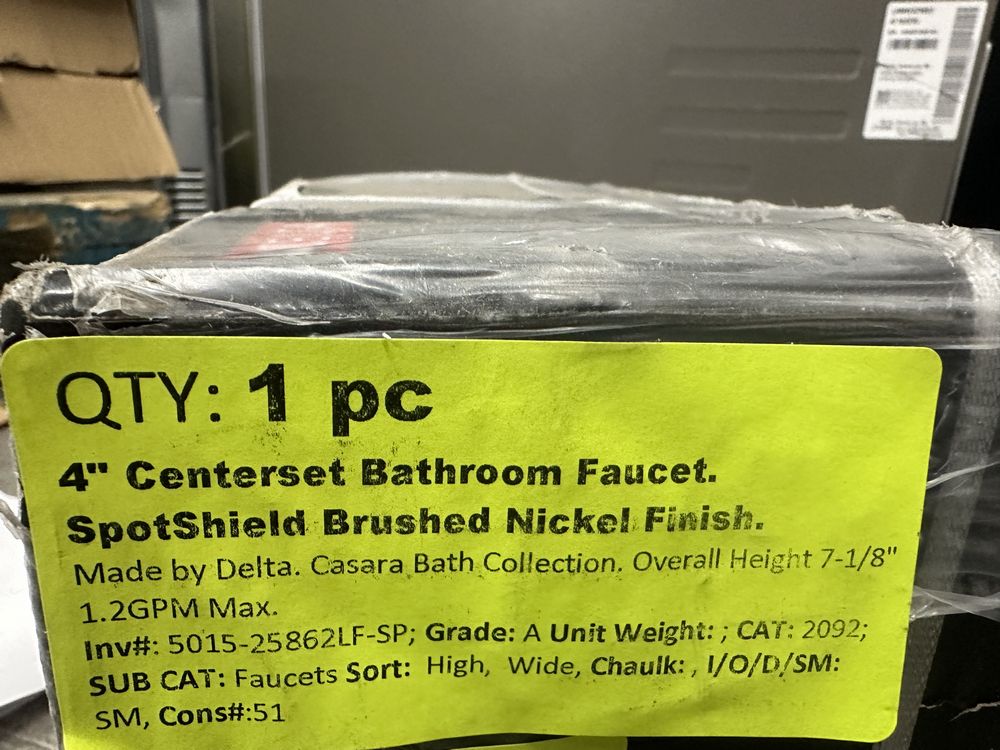 QTY: 1 pc
4" Centerset Bathroom Faucet.
SpotShield Brushed Nickel Finish.
Made by Delta. Casara Bath Collection. Overall Height 7-1/8"
1.2GPM Max.
Inv#: 5015-25862LF-SP; Grade: A Unit Weight: ; CAT: 2092;
SUB CAT: Faucets Sort: High, Wide, Chaulk: , I/O/D/SM:
SM, Cons#:51